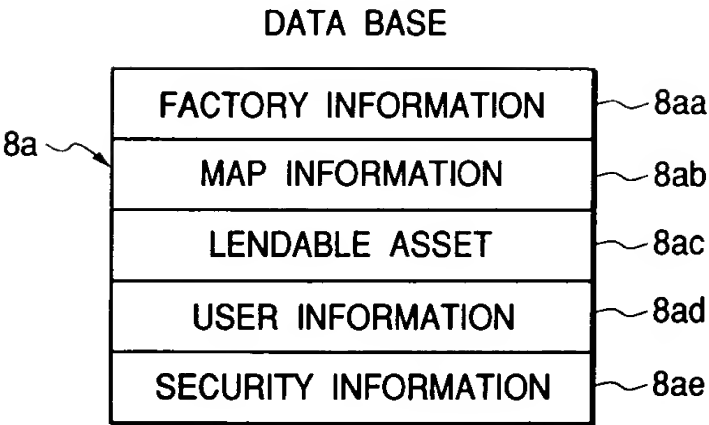 DATA BASE
FACTORY INFORMATION 8aa
8a
MAP INFORMATION 8ab
LENDABLE ASSET 8ac
USER INFORMATION 8ad
SECURITY INFORMATION 8ae